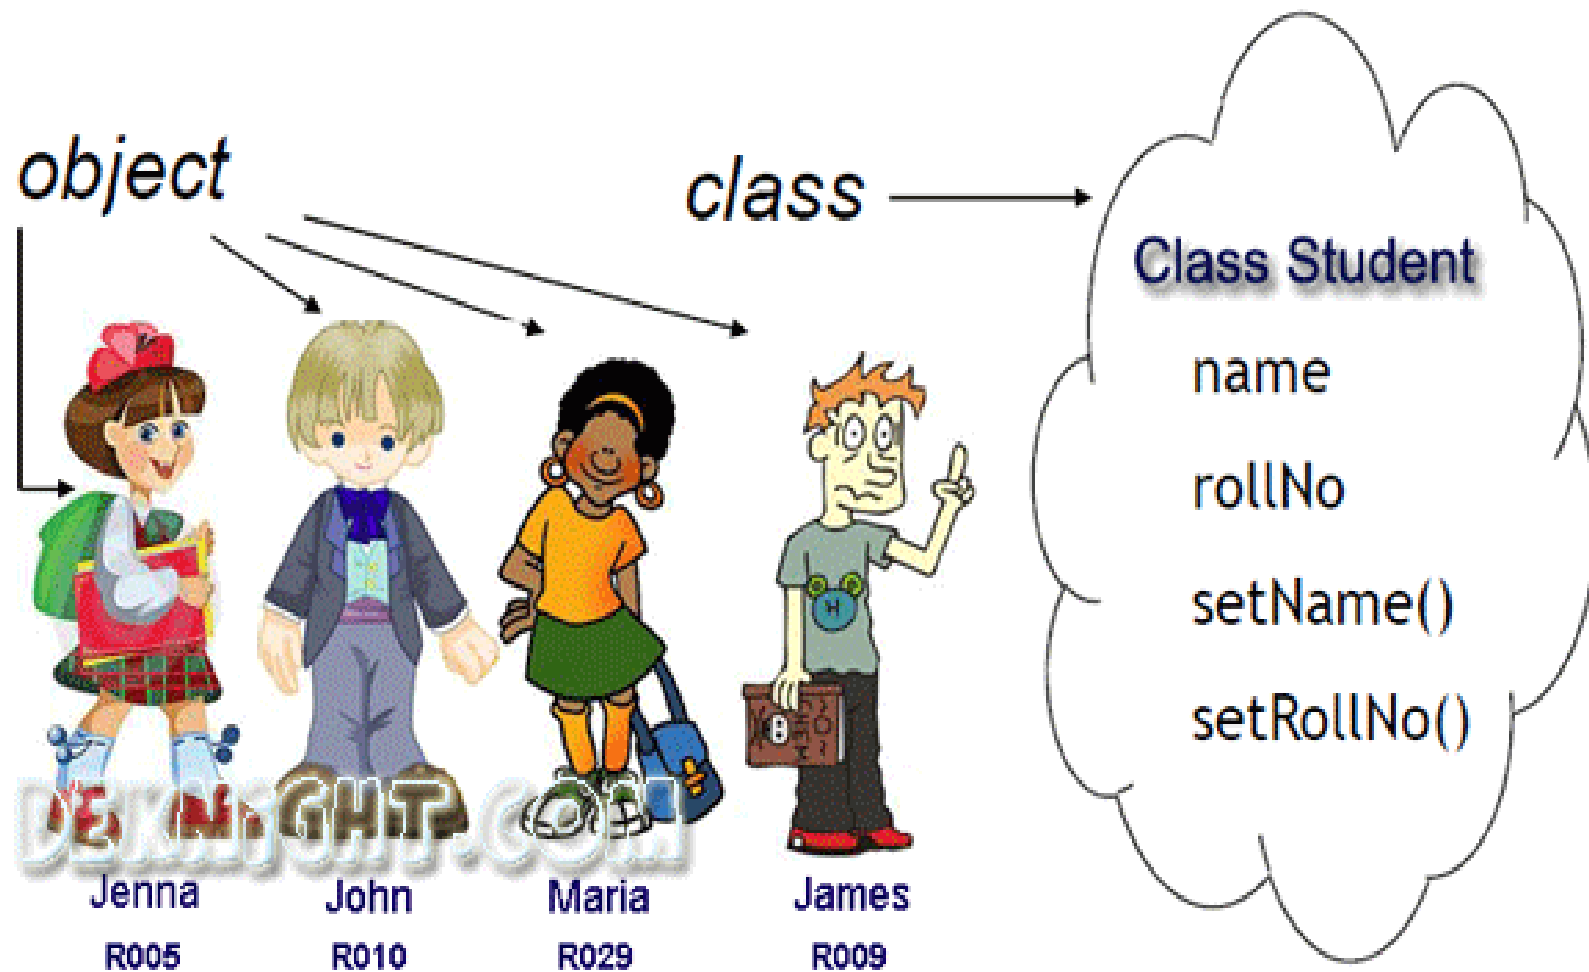 object
class
Class Student
name
rollNo
setName()
setRollNo()
Jenna
John
Maria
James
R005
R010
R029
R009